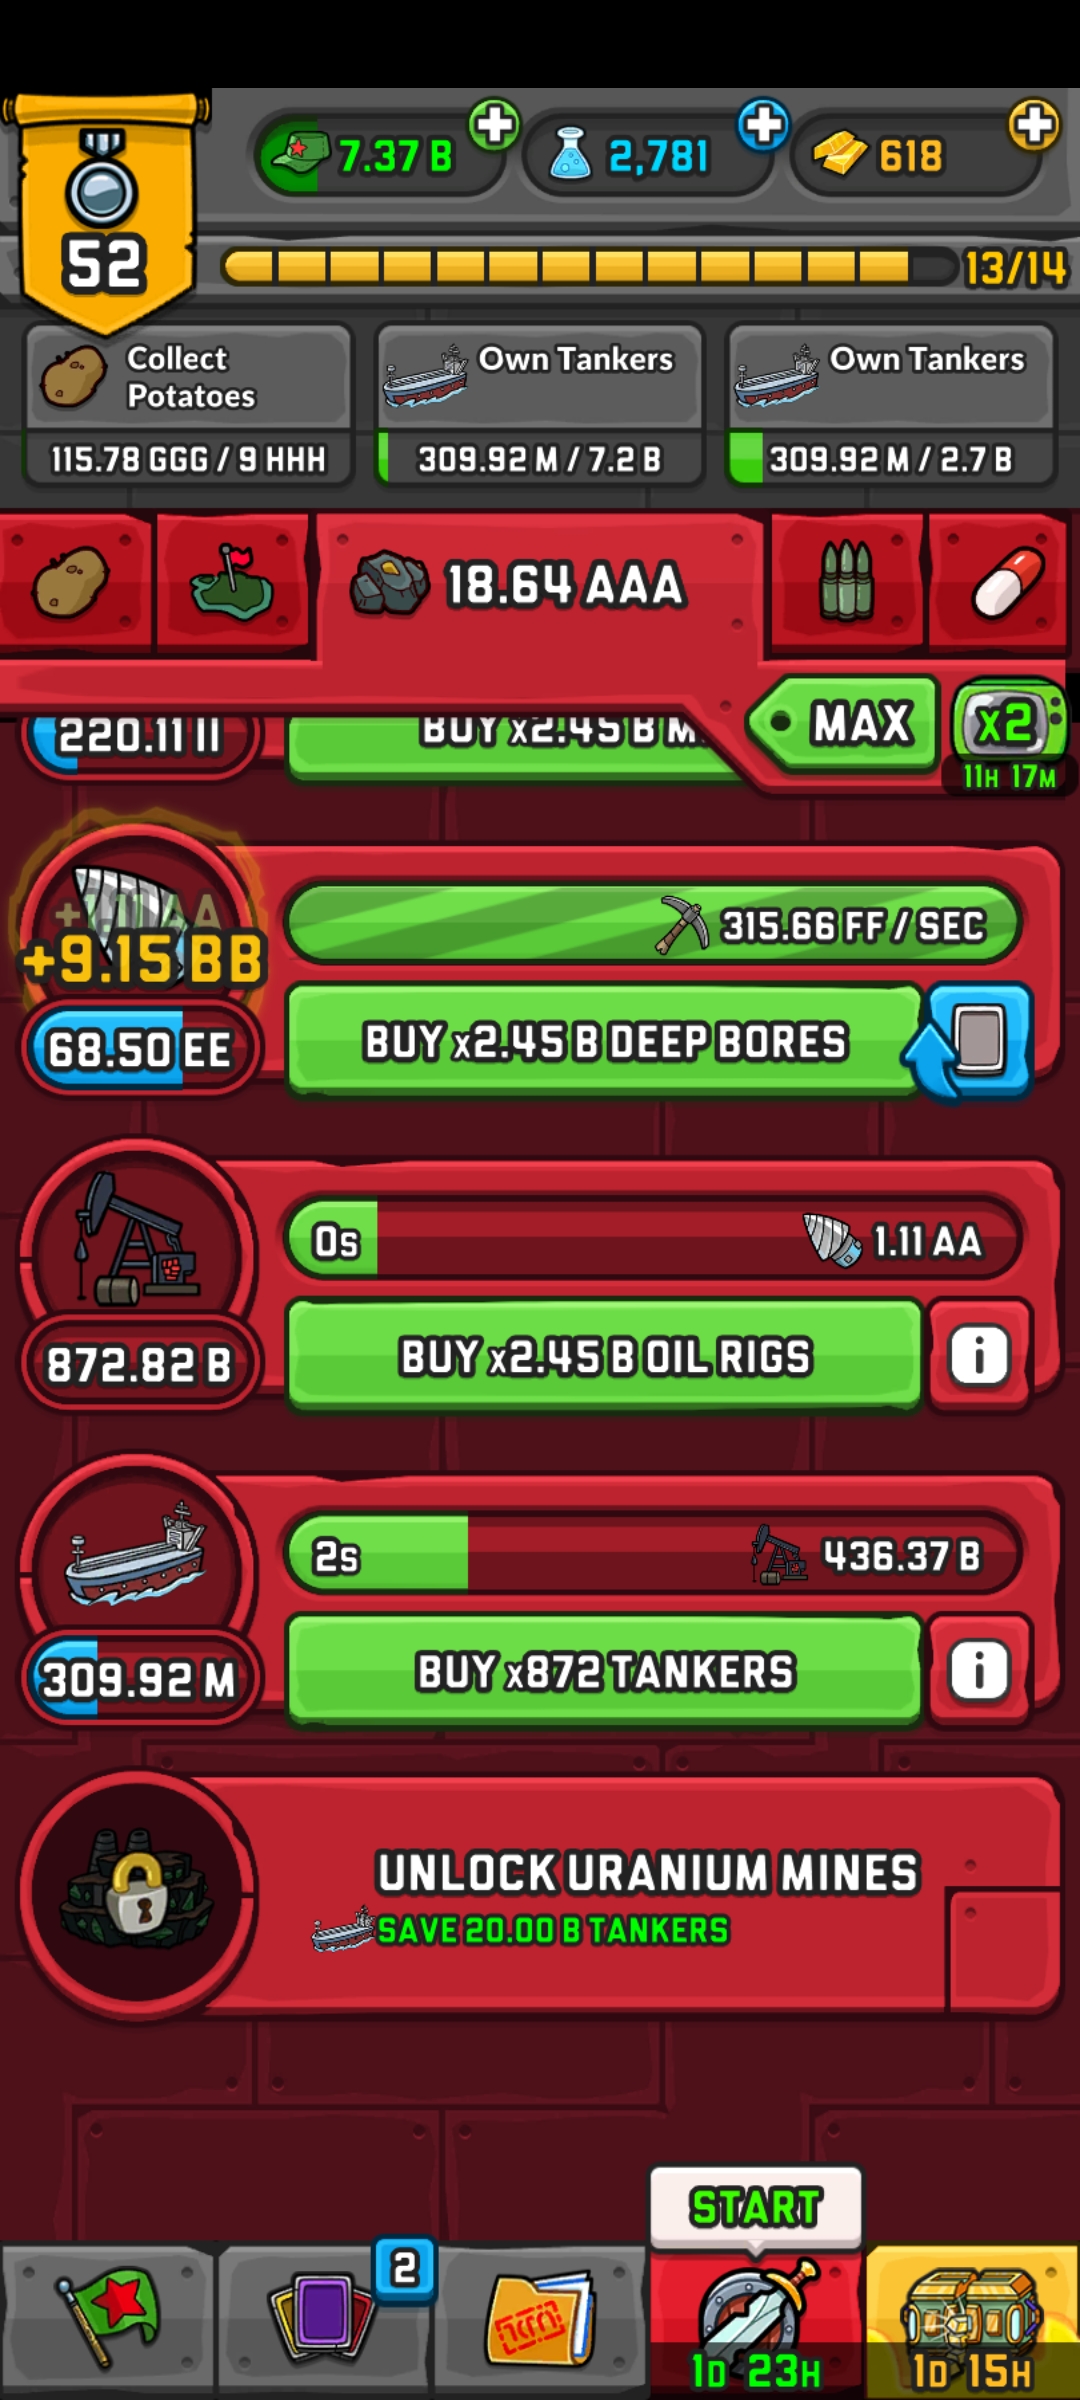 7.37 B
2,781
618
52
13/14
Collect
Potatoes
115.78 GGG / 9 HHH
Own Tankers
309.92 M / 7.2 B
Own Tankers
309.92 M / 2.7 B
18.64 AAA
MAX
x2
11H 17M
220.11 II
BUY x2.45 B M
+1.11 AA
+9.15 BB
315.66 FF / SEC
68.50 EE
BUY x2.45 B DEEP BORES
0s
1.11 AA
872.82 B
BUY x2.45 B OIL RIGS
i
2s
436.37 B
309.92 M
BUY x872 TANKERS
i
UNLOCK URANIUM MINES
SAVE 20.00 B TANKERS
START
2
1D 23H
1D 15H